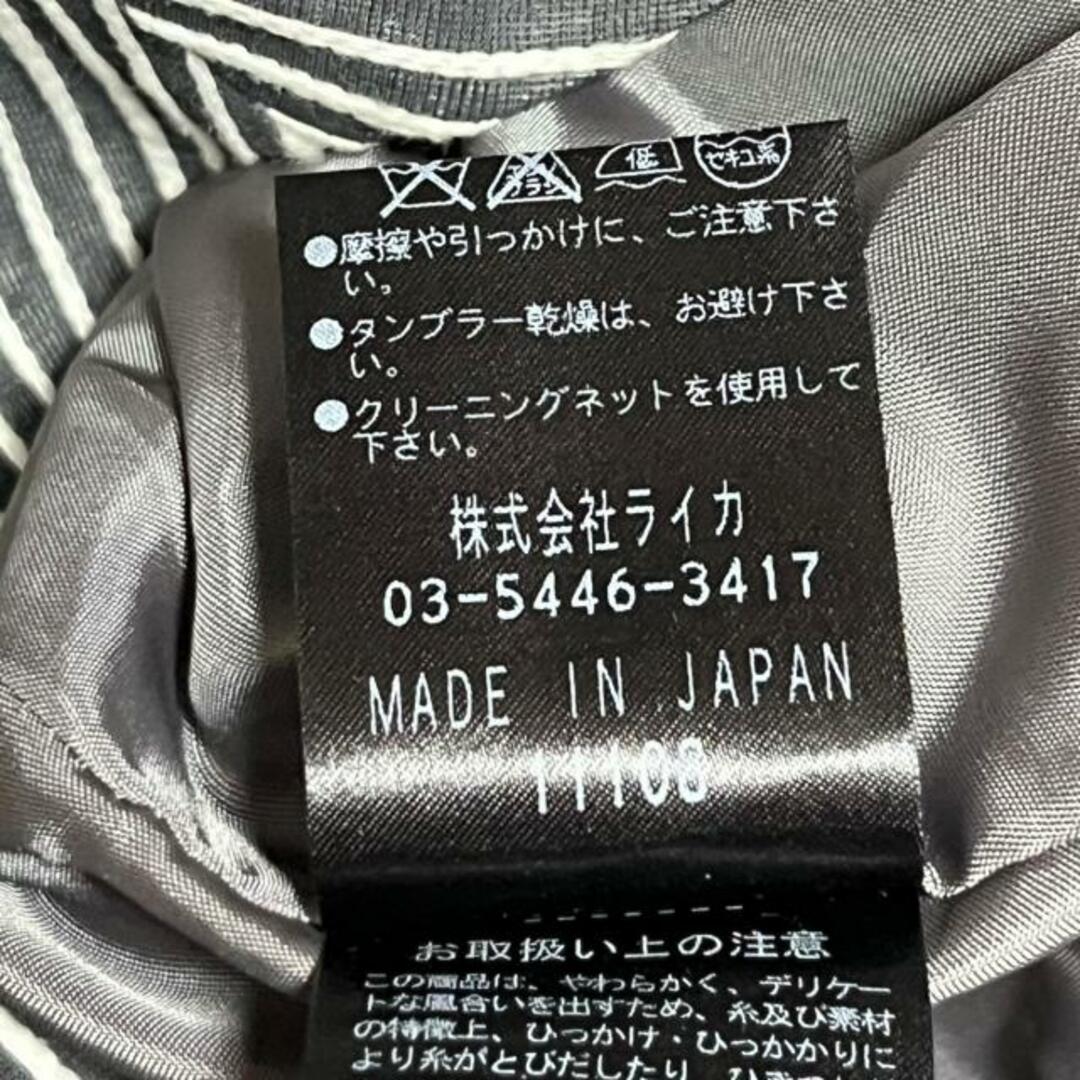 低 セキユ系
●摩擦や引っかけに、ご注意下さ
い。
●タンブラー乾燥は、お避け下さ
い。
●クリーニングネットを使用して
下さい。
株式会社ライカ
03-5446-3417
MADE IN JAPAN
11108
お取扱い上の注意
この商品は、やわらかく、デリケー
トな風合いを出すため、糸及び素材
の特徴上、ひっかけ・ひっかかりに
より糸がとびだしたり、